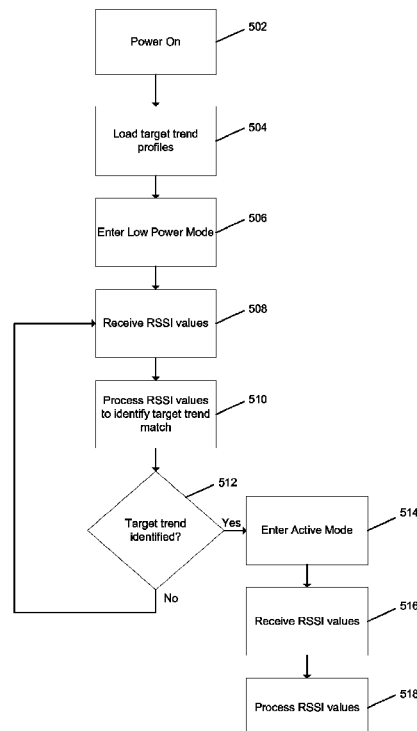 Power On
502
Load target trend
profiles
504
Enter Low Power Mode
506
Receive RSSI values
508
Process RSSI values
to identify target trend
match
510
Target trend
identified?
512
Yes
No
Enter Active Mode
514
Receive RSSI values
516
Process RSSI values
518